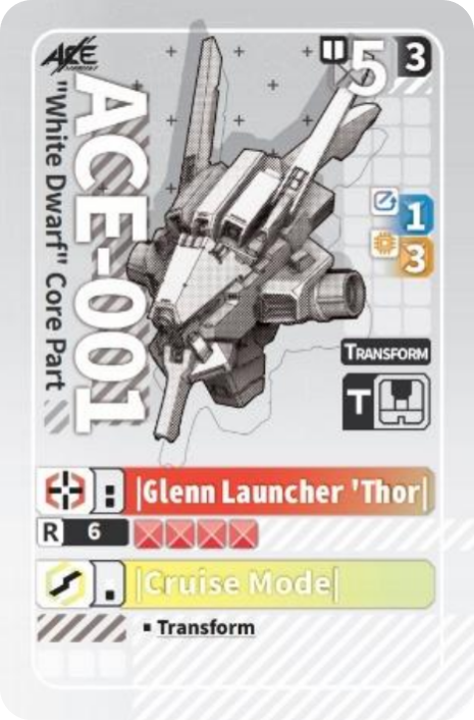 ACE
5
3
ACE-001
"White Dwarf" Core Part
1
3
TRANSFORM
T
|Glenn Launcher 'Thor|
R 6
|Cruise Mode|
▪ Transform